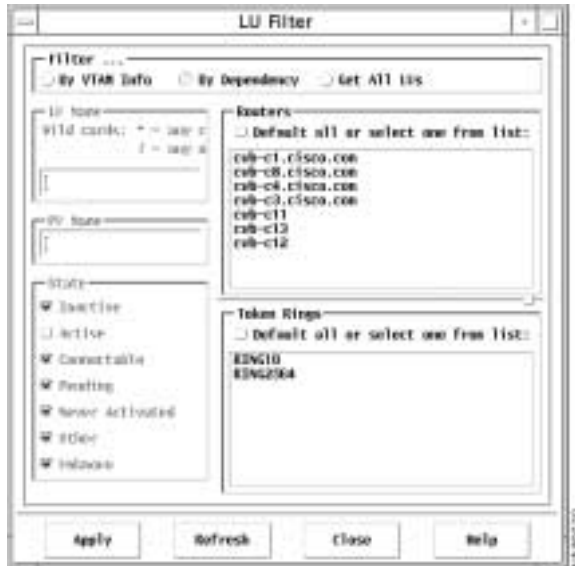 LU Filter
Filter ...
By VTAM Info
By Dependency
Get All LUs
LU Name
Wild cards: * = any
? = any
PU Name
State
Inactive
Active
Connectable
Pending
Never Activated
Other
Unknown
Routers
Default all or select one from list:
cwb-c1.cisco.com
cwb-c8.cisco.com
cwb-c4.cisco.com
cwb-c3.cisco.com
cwb-c11
cwb-c13
cwb-c12
Token Rings
Default all or select one from list:
RING10
RING2564
Apply
Refresh
Close
Help